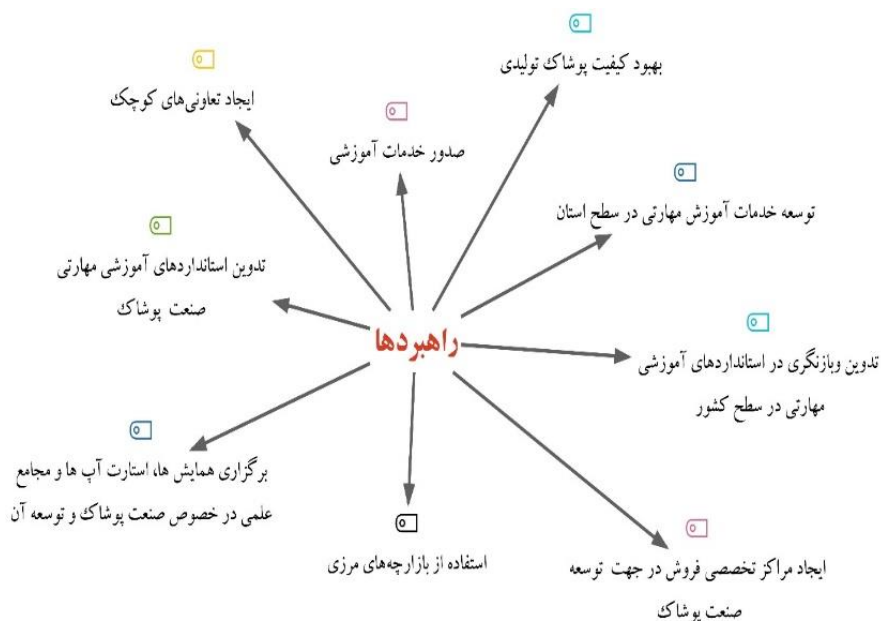 بهبود کیفیت پوشاک تولیدی
ایجاد تعاونی‌های کوچک
صدور خدمات آموزشی
توسعه خدمات آموزش مهارتی در سطح استان
تدوین استانداردهای آموزشی مهارتی
صنعت پوشاک
راهبردها
تدوین وبازنگری در استانداردهای آموزشی
مهارتی در سطح کشور
برگزاری همایش ها، استارت آپ ها و مجامع
علمی در خصوص صنعت پوشاک و توسعه آن
استفاده از بازارچه‌های مرزی
ایجاد مراکز تخصصی فروش در جهت توسعه
صنعت پوشاک